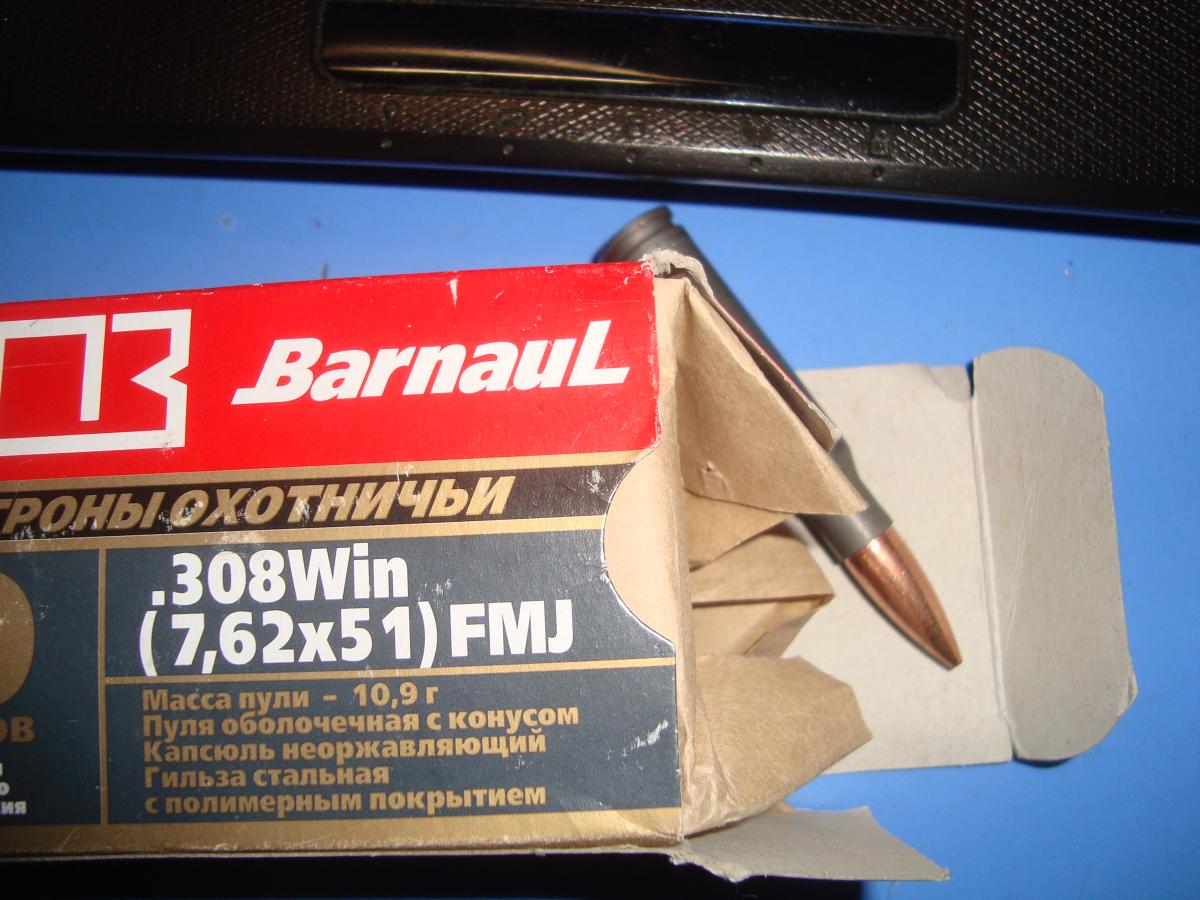 BarnauL
ПАТРОНЫ ОХОТНИЧЬИ
.308Win
(7,62x51) FMJ
Масса пули – 10,9 г
Пуля оболочечная с конусом
Капсюль неоржавляющий
Гильза стальная
с полимерным покрытием